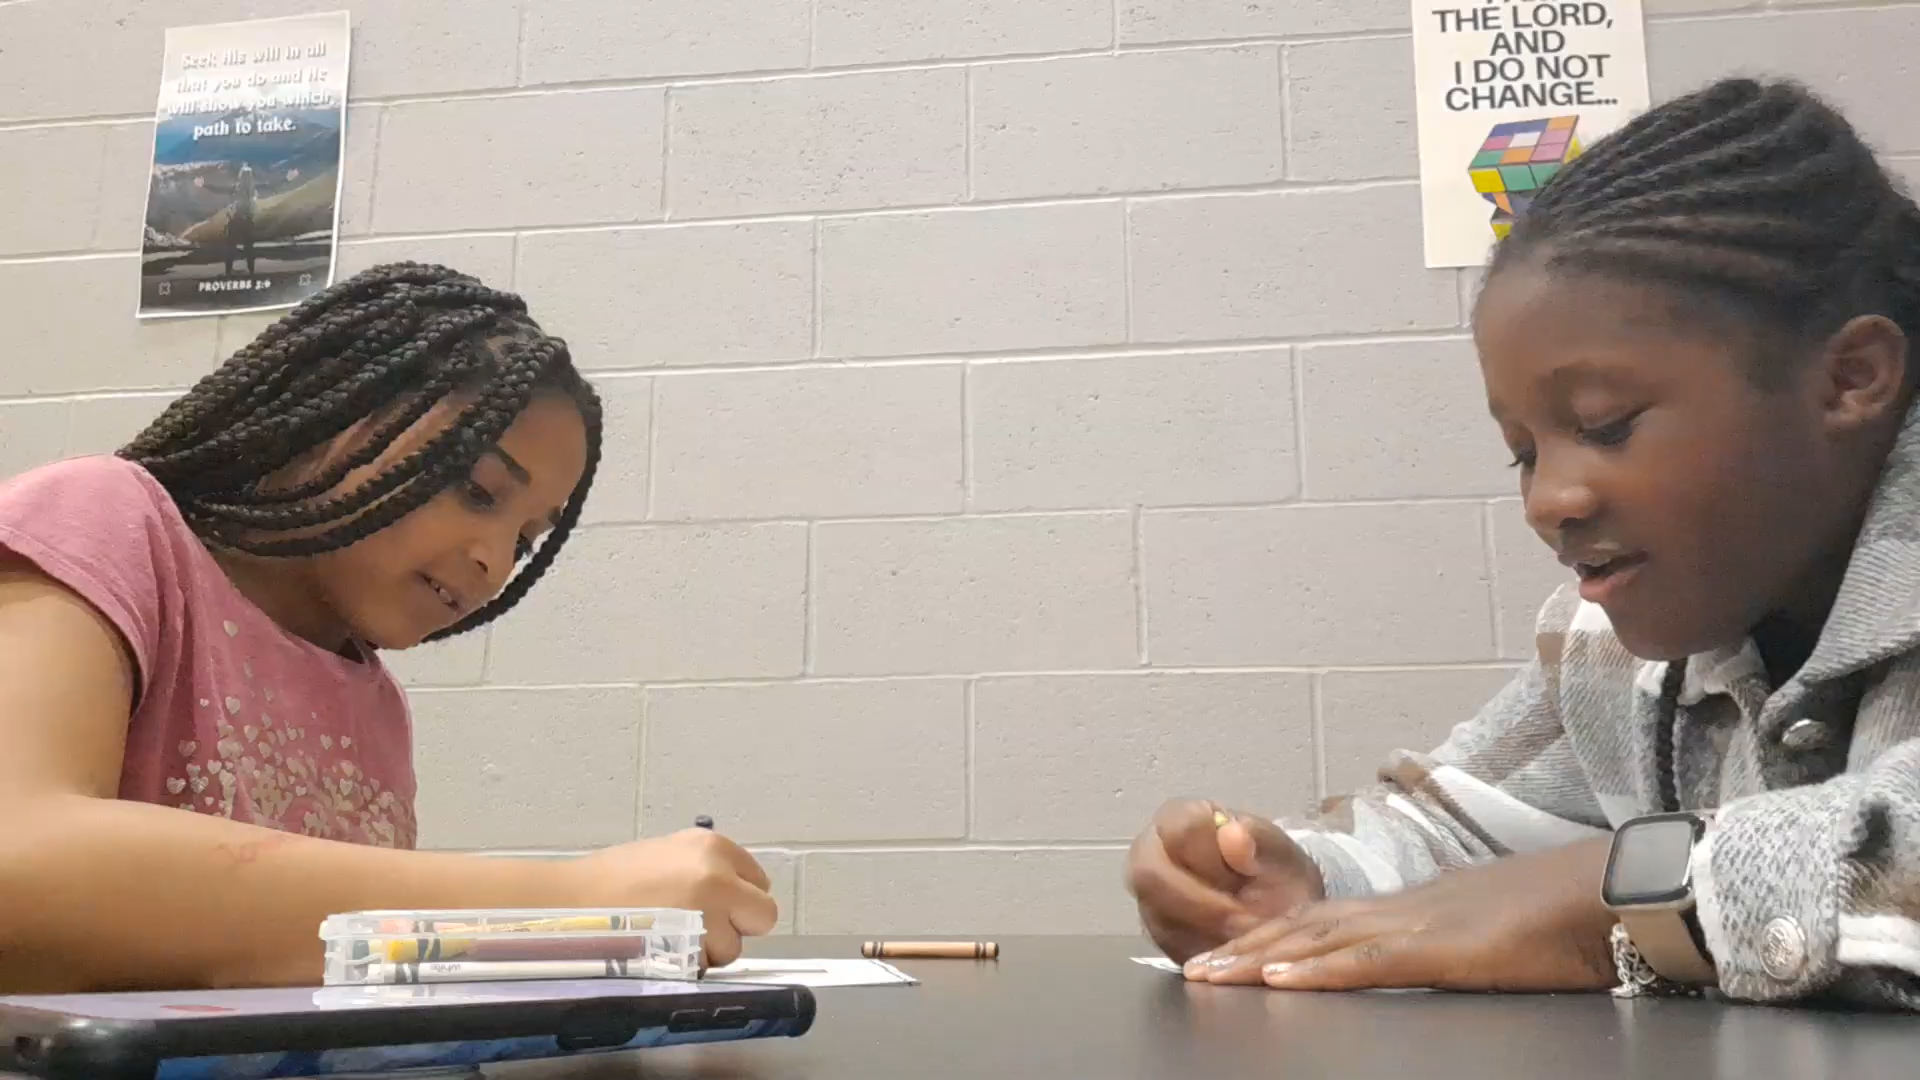 Seek His will in all
that you do and He
will show you which
path to take.
PROVERBS 3:6
THE LORD,
AND
I DO NOT
CHANGE...
white